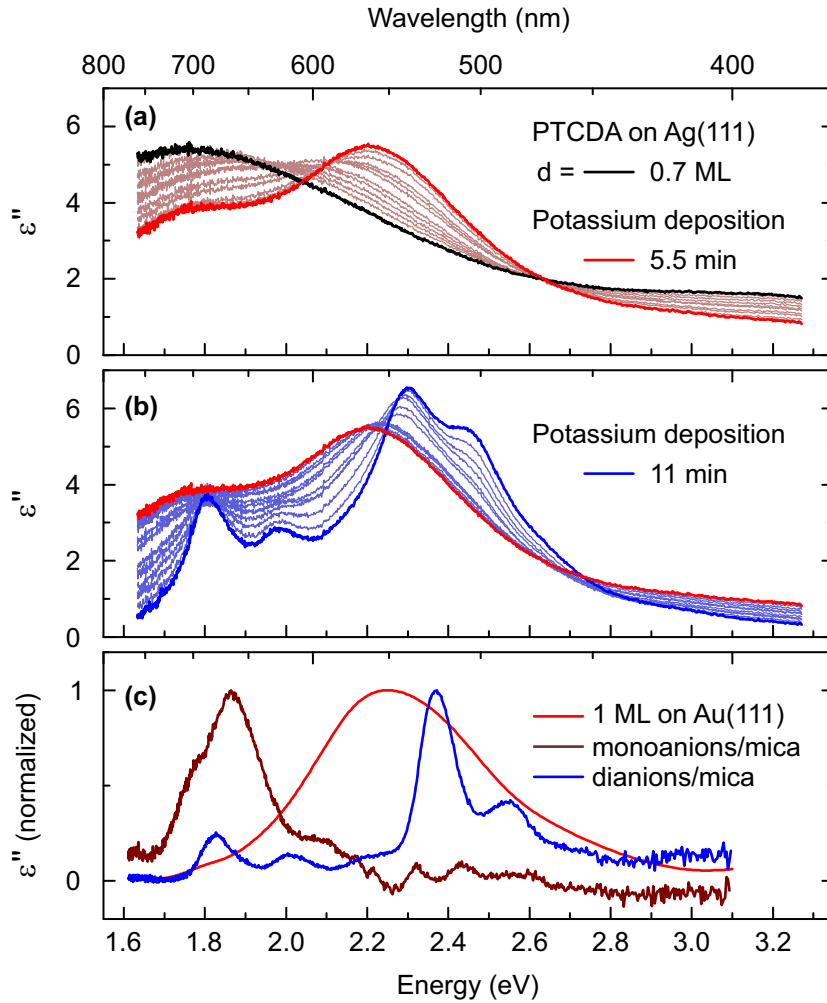 Wavelength (nm)
800 700 600 500 400
(a)
PTCDA on Ag(111)
d = 0.7 ML
Potassium deposition
5.5 min
6
4
2
0
ε"
(b)
Potassium deposition
11 min
6
4
2
0
ε"
(c)
1 ML on Au(111)
monoanions/mica
dianions/mica
1
0
ε" (normalized)
1.6 1.8 2.0 2.2 2.4 2.6 2.8 3.0 3.2
Energy (eV)